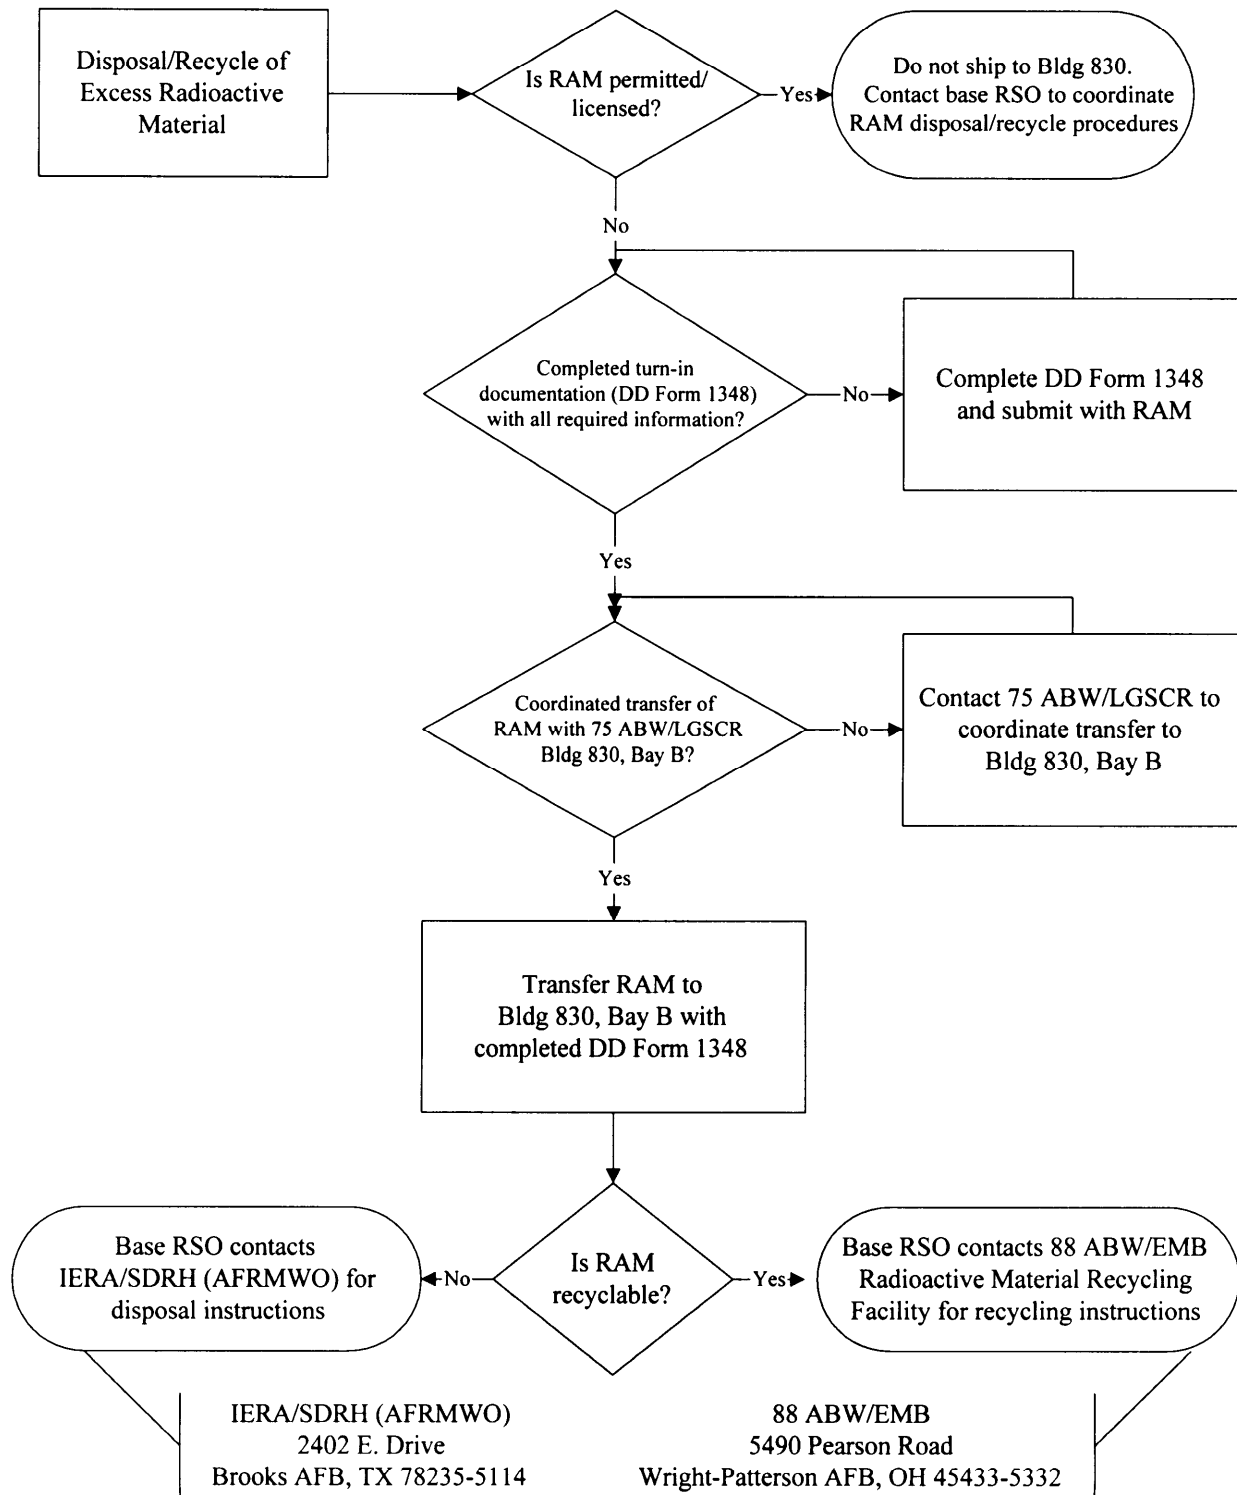 Disposal/Recycle of
Excess Radioactive
Material
Is RAM permitted/
licensed?
Yes
Do not ship to Bldg 830.
Contact base RSO to coordinate
RAM disposal/recycle procedures
No
Completed turn-in
documentation (DD Form 1348)
with all required information?
No
Complete DD Form 1348
and submit with RAM
Yes
Coordinated transfer of
RAM with 75 ABW/LGSCR
Bldg 830, Bay B?
No
Contact 75 ABW/LGSCR to
coordinate transfer to
Bldg 830, Bay B
Yes
Transfer RAM to
Bldg 830, Bay B with
completed DD Form 1348
Base RSO contacts
IERA/SDRH (AFRMWO) for
disposal instructions
No
Is RAM
recyclable?
Yes
Base RSO contacts 88 ABW/EMB
Radioactive Material Recycling
Facility for recycling instructions
IERA/SDRH (AFRMWO)
2402 E. Drive
Brooks AFB, TX 78235-5114
88 ABW/EMB
5490 Pearson Road
Wright-Patterson AFB, OH 45433-5332